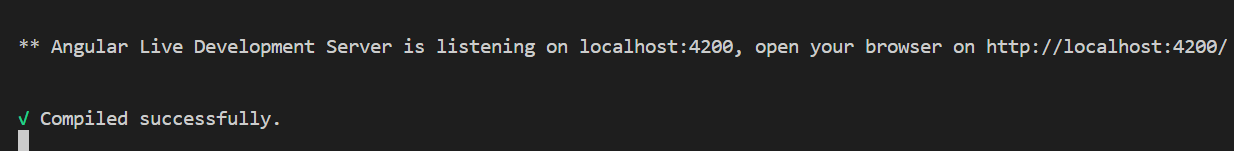 ** Angular Live Development Server is listening on localhost:4200, open your browser on http://localhost:4200/
√ Compiled successfully.